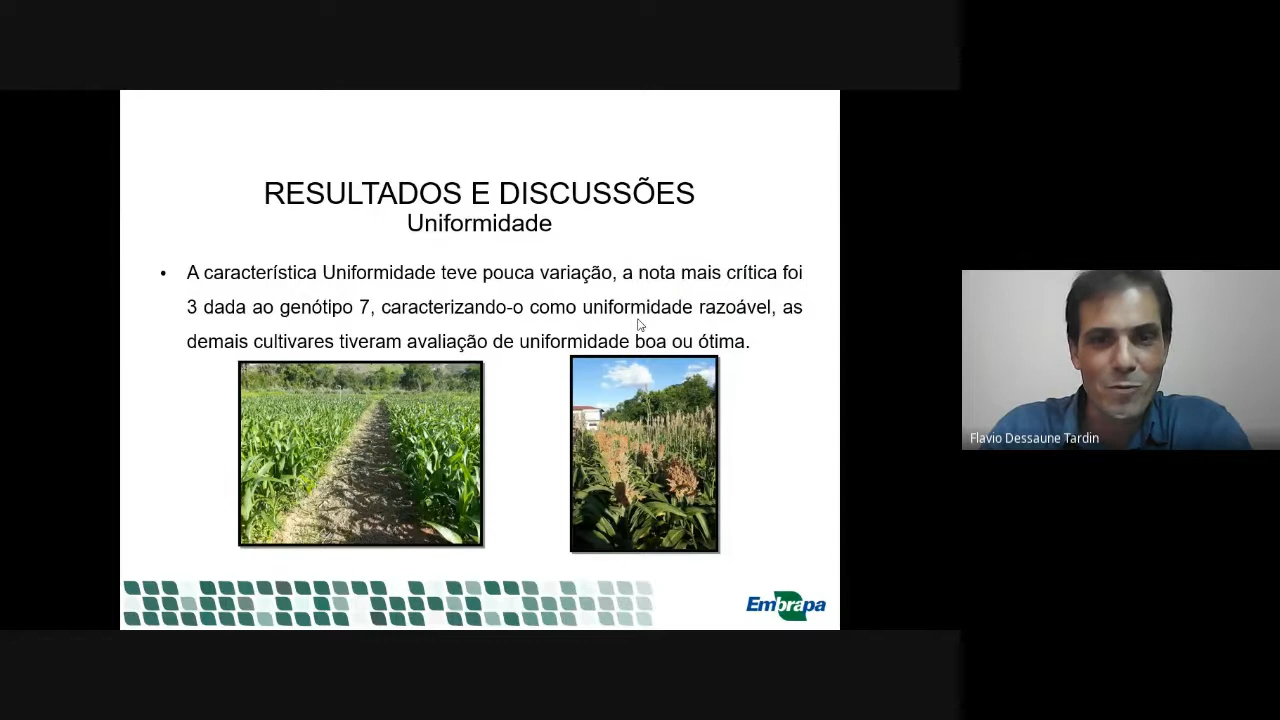 RESULTADOS E DISCUSSÕES
Uniformidade
• A característica Uniformidade teve pouca variação, a nota mais crítica foi
3 dada ao genótipo 7, caracterizando-o como uniformidade razoável, as
demais cultivares tiveram avaliação de uniformidade boa ou ótima.
Embrapa
Flavio Dessaune Tardin